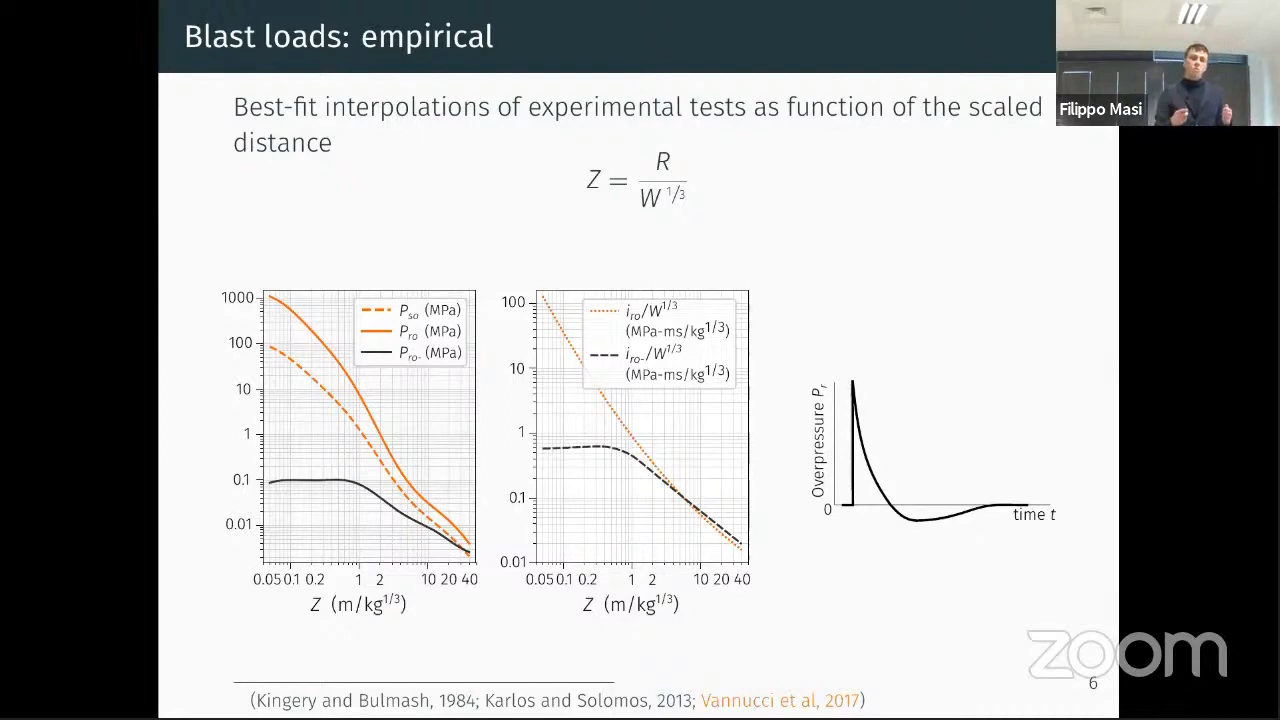 Blast loads: empirical
Filippo Masi
Best-fit interpolations of experimental tests as function of the scaled
distance
Z = R / W^1/3
1000
100
10
1
0.1
0.01
P_so (MPa)
P_ro (MPa)
P_ro- (MPa)
0.05 0.1 0.2 1 2 10 20 40
Z (m/kg^1/3)
100
10
1
0.1
0.01
i_ro/W^1/3
(MPa-ms/kg^1/3)
i_ro-/W^1/3
(MPa-ms/kg^1/3)
0.05 0.1 0.2 1 2 10 20 40
Z (m/kg^1/3)
Overpressure P_r
0
time t
zoom
6
(Kingery and Bulmash, 1984; Karlos and Solomos, 2013; Vannucci et al, 2017)